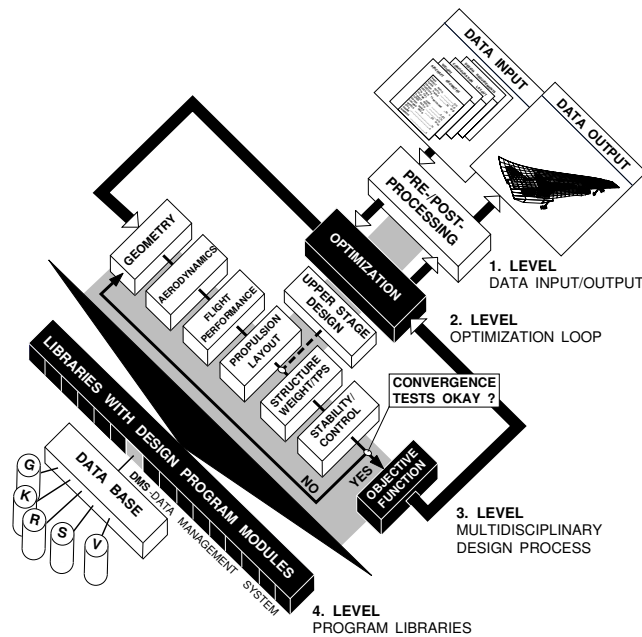 DATA INPUT
DATA OUTPUT
PRE-/POST-
PROCESSING
1. LEVEL
DATA INPUT/OUTPUT
OPTIMIZATION
2. LEVEL
OPTIMIZATION LOOP
GEOMETRY
AERODYNAMICS
FLIGHT
PERFORMANCE
PROPULSION
LAYOUT
UPPER STAGE
DESIGN
STRUCTURE
WEIGHT/TPS
STABILITY/
CONTROL
CONVERGENCE
TESTS OKAY ?
NO
YES
OBJECTIVE
FUNCTION
3. LEVEL
MULTIDISCIPLINARY
DESIGN PROCESS
LIBRARIES WITH DESIGN PROGRAM MODULES
DATA BASE
DMS-DATA MANAGEMENT SYSTEM
G
K
R
S
V
4. LEVEL
PROGRAM LIBRARIES